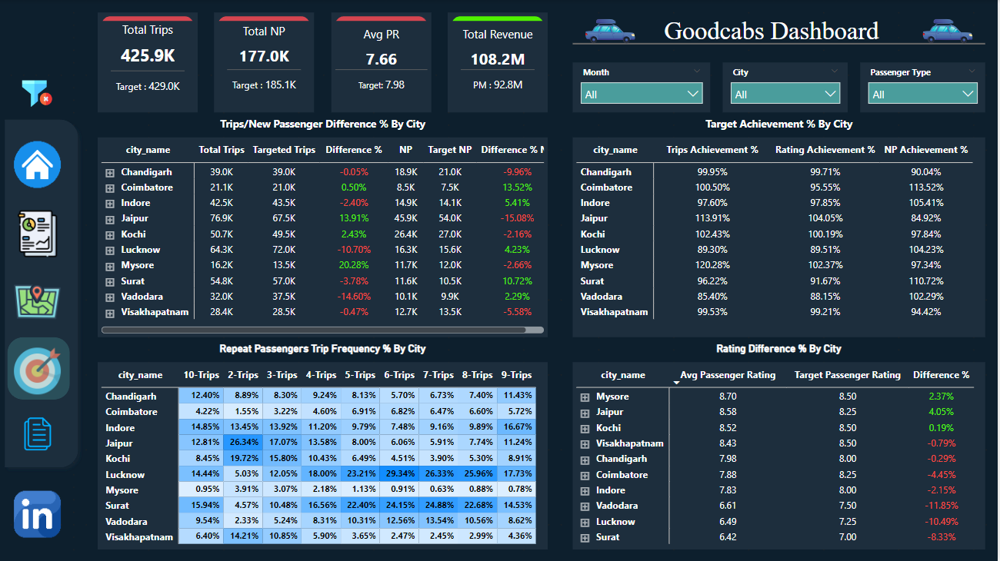 Total Trips
425.9K
Target : 429.0K
Total NP
177.0K
Target : 185.1K
Avg PR
7.66
Target: 7.98
Total Revenue
108.2M
PM : 92.8M
Goodcabs Dashboard
Month
All
City
All
Passenger Type
All
Trips/New Passenger Difference % By City
city_name Total Trips Targeted Trips Difference % NP Target NP Difference % N
Chandigarh 39.0K 39.0K -0.05% 18.9K 21.0K -9.96%
Coimbatore 21.1K 21.0K 0.50% 8.5K 7.5K 13.52%
Indore 42.5K 43.5K -2.40% 14.9K 14.1K 5.41%
Jaipur 76.9K 67.5K 13.91% 45.9K 54.0K -15.08%
Kochi 50.7K 49.5K 2.43% 26.4K 27.0K -2.16%
Lucknow 64.3K 72.0K -10.70% 16.3K 15.6K 4.23%
Mysore 16.2K 13.5K 20.28% 11.7K 12.0K -2.66%
Surat 54.8K 57.0K -3.78% 11.6K 10.5K 10.72%
Vadodara 32.0K 37.5K -14.60% 10.1K 9.9K 2.29%
Visakhapatnam 28.4K 28.5K -0.47% 12.7K 13.5K -5.58%
Target Achievement % By City
city_name Trips Achievement % Rating Achievement % NP Achievement %
Chandigarh 99.95% 99.71% 90.04%
Coimbatore 100.50% 95.55% 113.52%
Indore 97.60% 97.85% 105.41%
Jaipur 113.91% 104.05% 84.92%
Kochi 102.43% 100.19% 97.84%
Lucknow 89.30% 89.51% 104.23%
Mysore 120.28% 102.37% 97.34%
Surat 96.22% 91.67% 110.72%
Vadodara 85.40% 88.15% 102.29%
Visakhapatnam 99.53% 99.21% 94.42%
Repeat Passengers Trip Frequency % By City
city_name 10-Trips 2-Trips 3-Trips 4-Trips 5-Trips 6-Trips 7-Trips 8-Trips 9-Trips
Chandigarh 12.40% 8.89% 8.30% 9.24% 8.13% 5.70% 6.73% 7.40% 11.43%
Coimbatore 4.22% 1.55% 3.22% 4.60% 6.91% 6.82% 6.47% 6.60% 5.72%
Indore 14.85% 13.45% 13.92% 11.20% 9.79% 7.48% 9.16% 9.89% 16.67%
Jaipur 12.81% 26.34% 17.07% 13.58% 8.00% 6.06% 5.91% 7.74% 11.24%
Kochi 8.45% 19.72% 15.80% 10.43% 6.49% 4.51% 3.90% 5.30% 8.91%
Lucknow 14.44% 5.03% 12.05% 18.00% 23.21% 29.34% 26.33% 25.96% 17.73%
Mysore 0.95% 3.91% 3.07% 2.18% 1.13% 0.91% 0.63% 0.88% 0.78%
Surat 15.94% 4.57% 10.48% 16.56% 22.40% 24.15% 24.88% 22.68% 14.53%
Vadodara 9.54% 2.33% 5.24% 8.31% 10.31% 12.56% 13.54% 10.56% 8.62%
Visakhapatnam 6.40% 14.21% 10.85% 5.90% 3.65% 2.47% 2.45% 2.99% 4.36%
Rating Difference % By City
city_name Avg Passenger Rating Target Passenger Rating Difference %
Mysore 8.70 8.50 2.37%
Jaipur 8.58 8.25 4.05%
Kochi 8.52 8.50 0.19%
Visakhapatnam 8.43 8.50 -0.79%
Chandigarh 7.98 8.00 -0.29%
Coimbatore 7.88 8.25 -4.45%
Indore 7.83 8.00 -2.15%
Vadodara 6.61 7.50 -11.85%
Lucknow 6.49 7.25 -10.49%
Surat 6.42 7.00 -8.33%
in